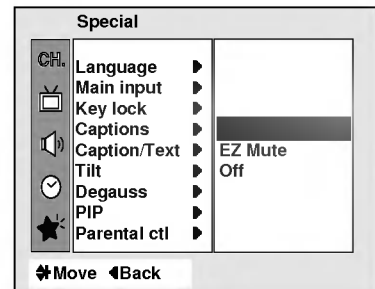 Special
CH.
Language
Main input
Key lock
Captions
Caption/Text
Tilt
Degauss
PIP
Parental ctl
EZ Mute
Off
Move Back